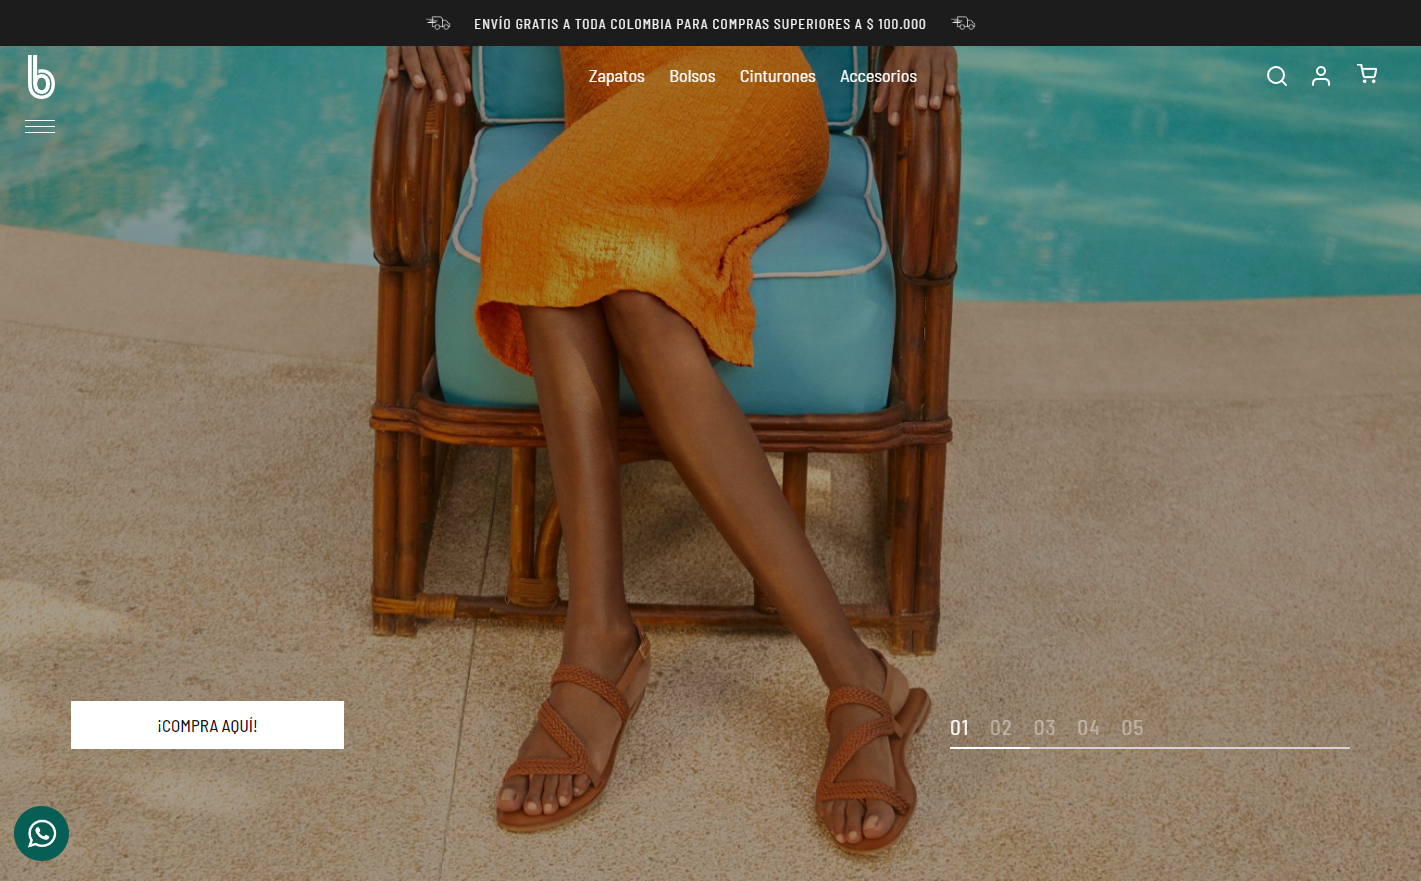 ENVÍO GRATIS A TODA COLOMBIA PARA COMPRAS SUPERIORES A $ 100.000
b
Zapatos Bolsos Cinturones Accesorios
¡COMPRA AQUÍ!
01 02 03 04 05